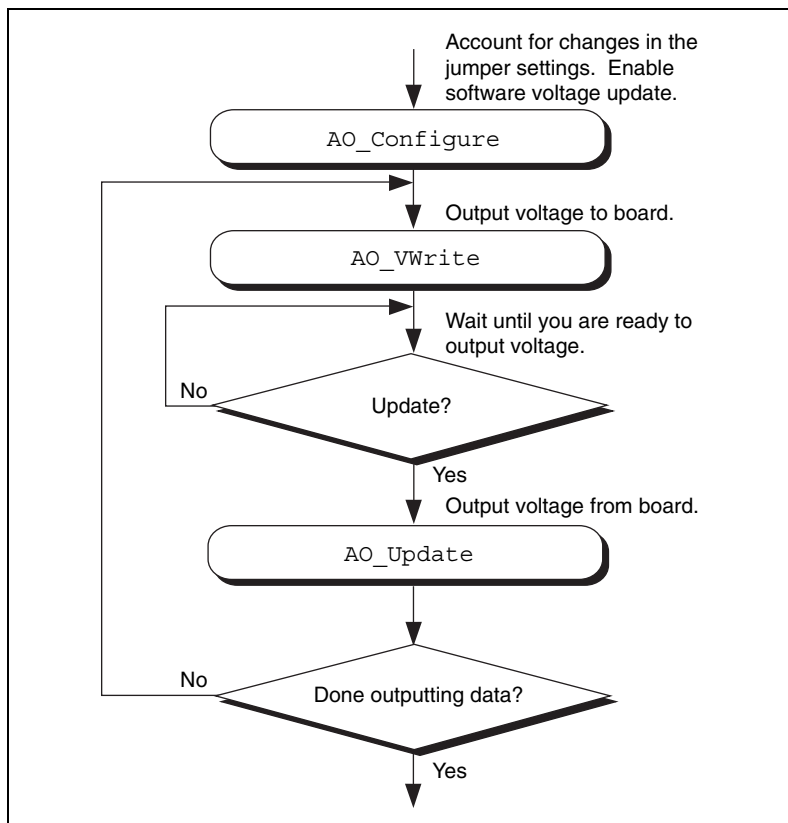 Account for changes in the
jumper settings. Enable
software voltage update.
AO_Configure
Output voltage to board.
AO_VWrite
Wait until you are ready to
output voltage.
No
Update?
Yes
Output voltage from board.
AO_Update
No
Done outputting data?
Yes